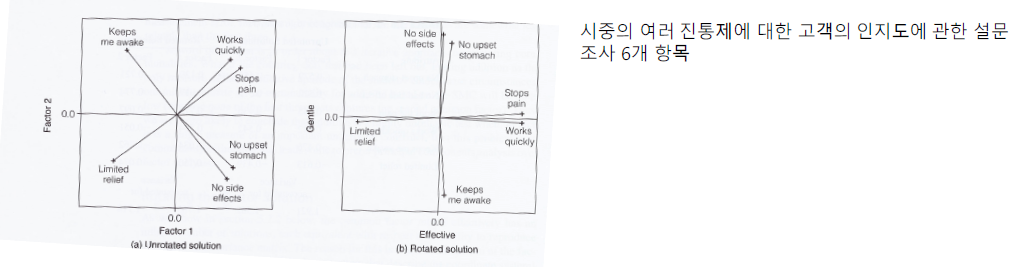 Keeps
me awake
Works
quickly
Stops
pain
Factor 2
0.0
No upset
stomach
Limited
relief
No side
effects
0.0
Factor 1
(a) Unrotated solution
No side
effects
No upset
stomach
Stops
pain
Gentle
0.0
Limited
relief
Works
quickly
Keeps
me awake
0.0
Effective
(b) Rotated solution
시중의 여러 진통제에 대한 고객의 인지도에 관한 설문
조사 6개 항목